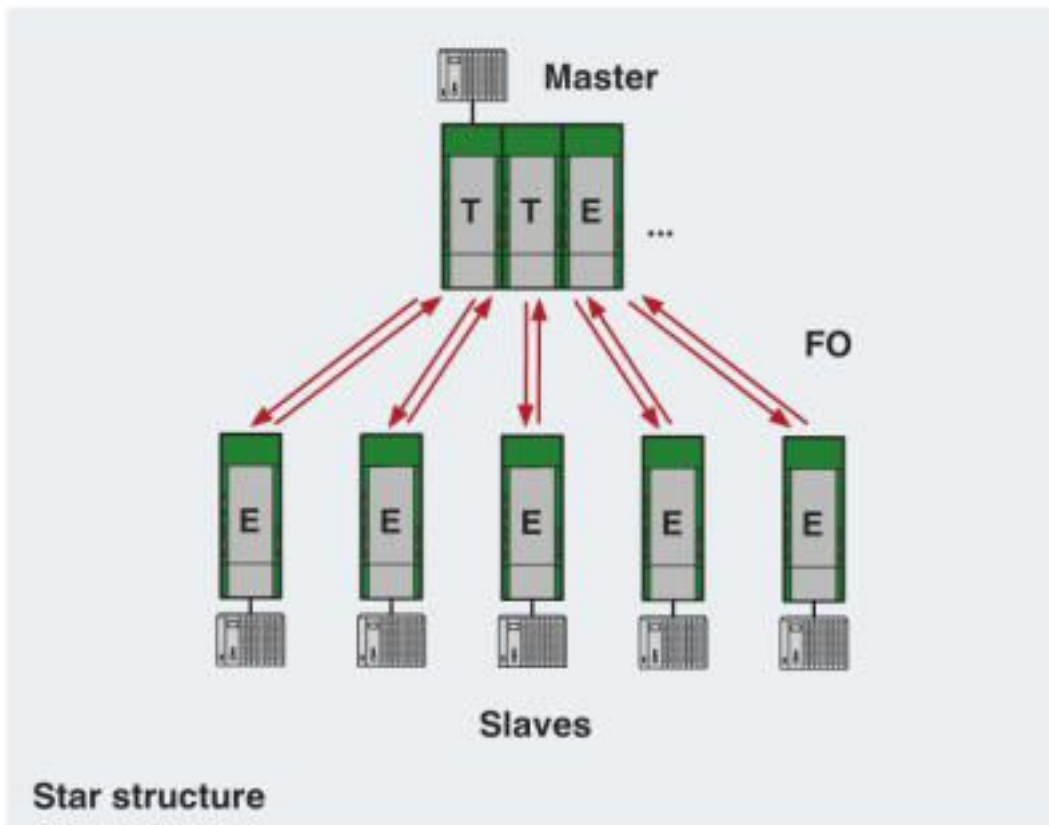 Master
T T E ...
FO
E E E E E
Slaves
Star structure